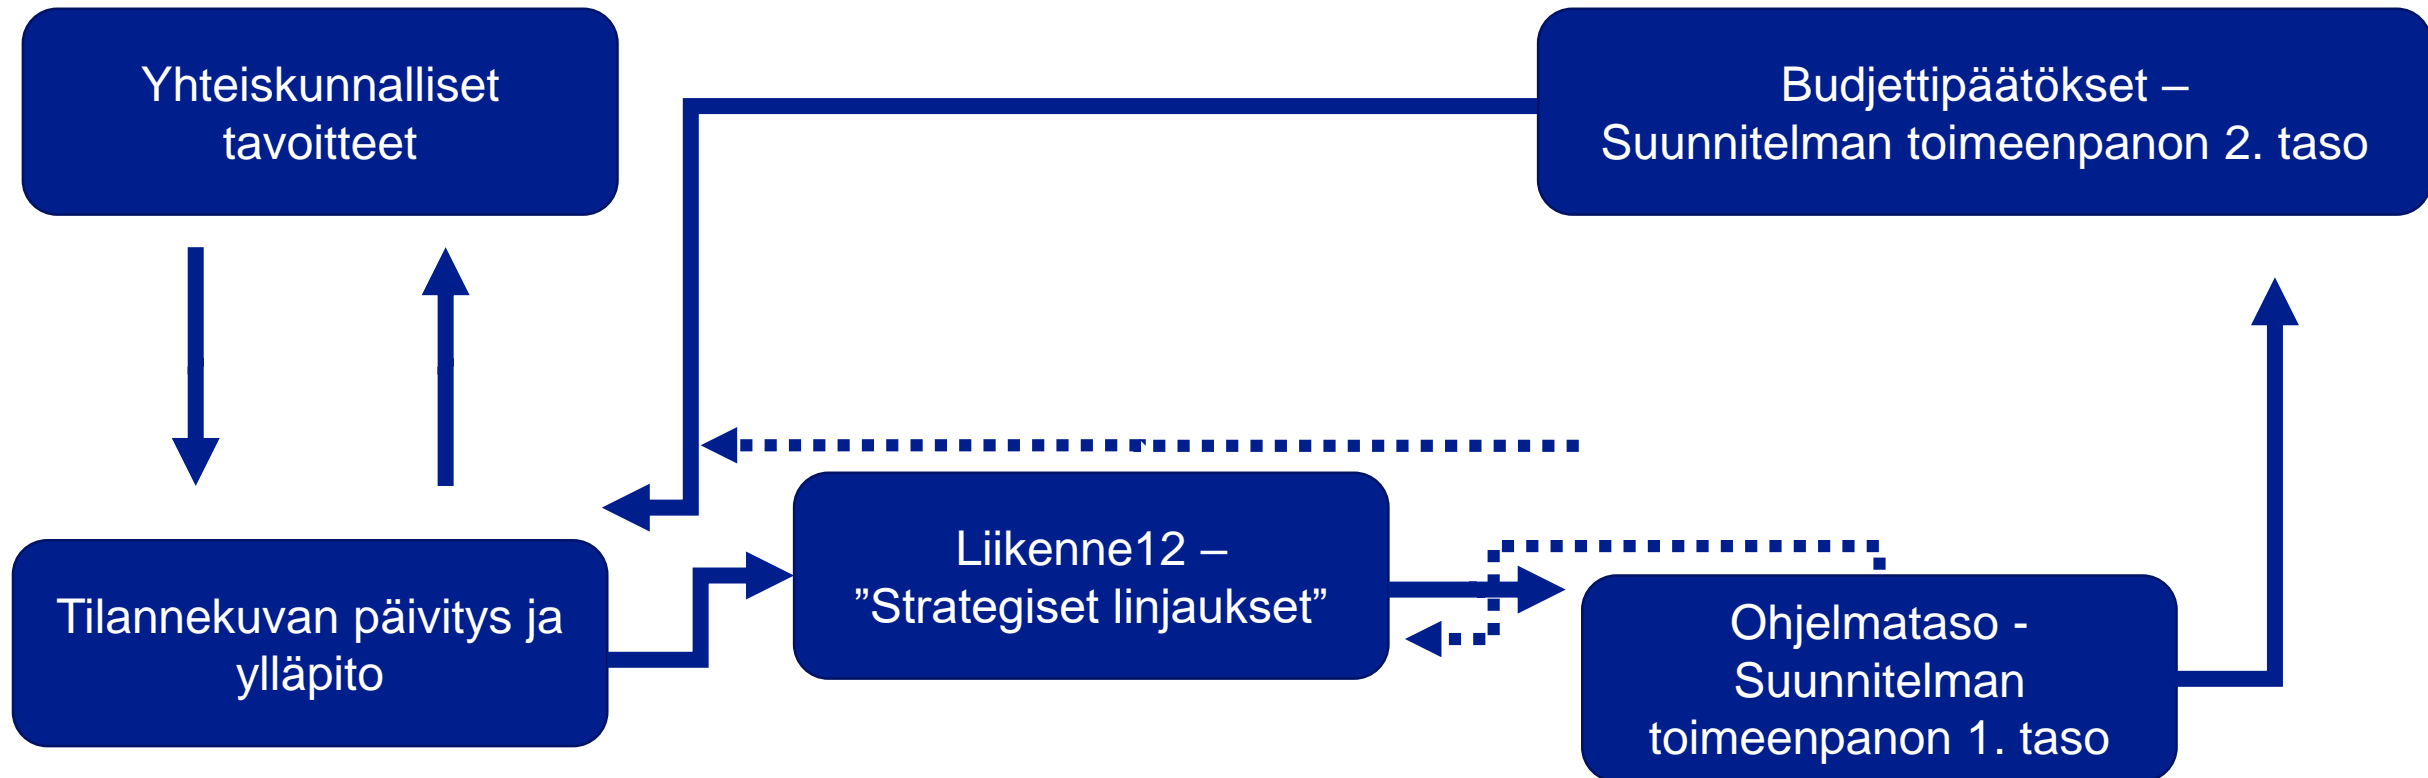 Yhteiskunnalliset
tavoitteet
Budjettipäätökset –
Suunnitelman toimeenpanon 2. taso
Tilannekuvan päivitys ja
ylläpito
Liikenne12 –
”Strategiset linjaukset”
Ohjelmataso -
Suunnitelman
toimeenpanon 1. taso